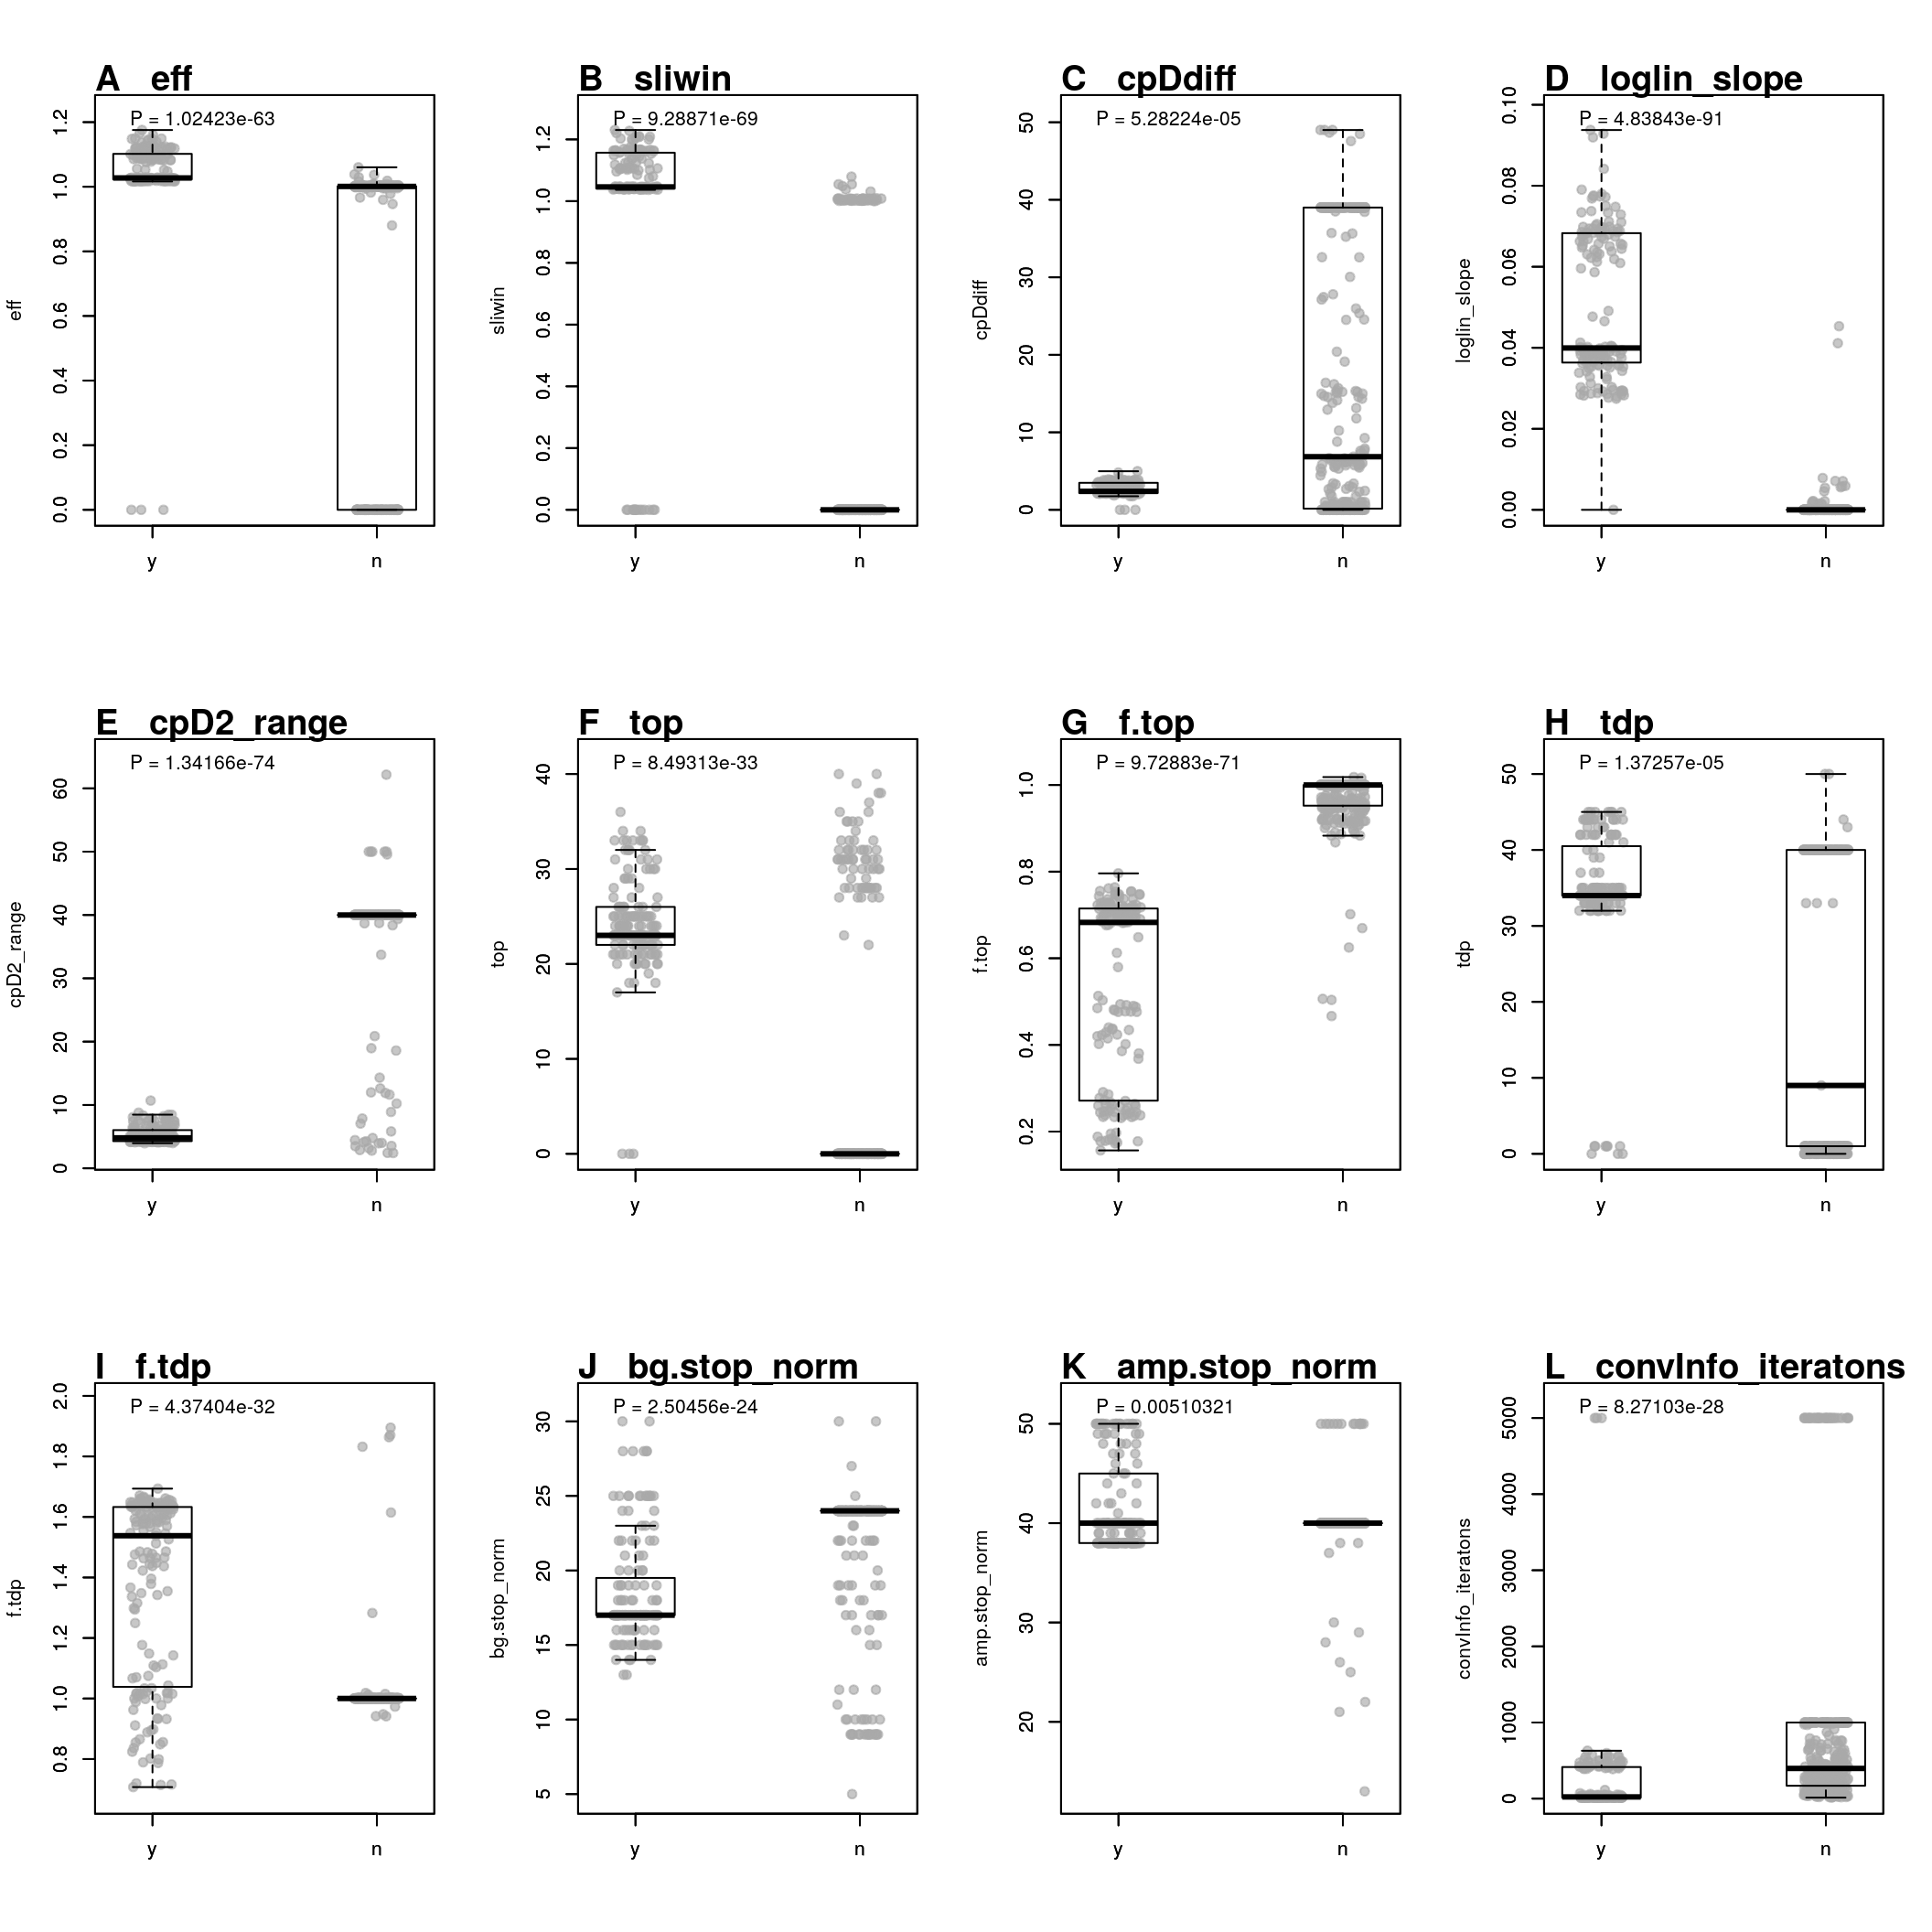 A eff
P = 1.02423e-63
eff
0.0 0.2 0.4 0.6 0.8 1.0 1.2
y n
B sliwin
P = 9.28871e-69
sliwin
0.0 0.2 0.4 0.6 0.8 1.0 1.2
y n
C cpDdiff
P = 5.28224e-05
cpDdiff
0 10 20 30 40 50
y n
D loglin_slope
P = 4.83843e-91
loglin_slope
0.00 0.02 0.04 0.06 0.08 0.10
y n
E cpD2_range
P = 1.34166e-74
cpD2_range
0 10 20 30 40 50 60
y n
F top
P = 8.49313e-33
top
0 10 20 30 40
y n
G f.top
P = 9.72883e-71
f.top
0.2 0.4 0.6 0.8 1.0
y n
H tdp
P = 1.37257e-05
tdp
0 10 20 30 40 50
y n
I f.tdp
P = 4.37404e-32
f.tdp
0.8 1.0 1.2 1.4 1.6 1.8 2.0
y n
J bg.stop_norm
P = 2.50456e-24
bg.stop_norm
5 10 15 20 25 30
y n
K amp.stop_norm
P = 0.00510321
amp.stop_norm
20 30 40 50
y n
L convInfo_iteratons
P = 8.27103e-28
convInfo_iteratons
0 1000 2000 3000 4000 5000
y n